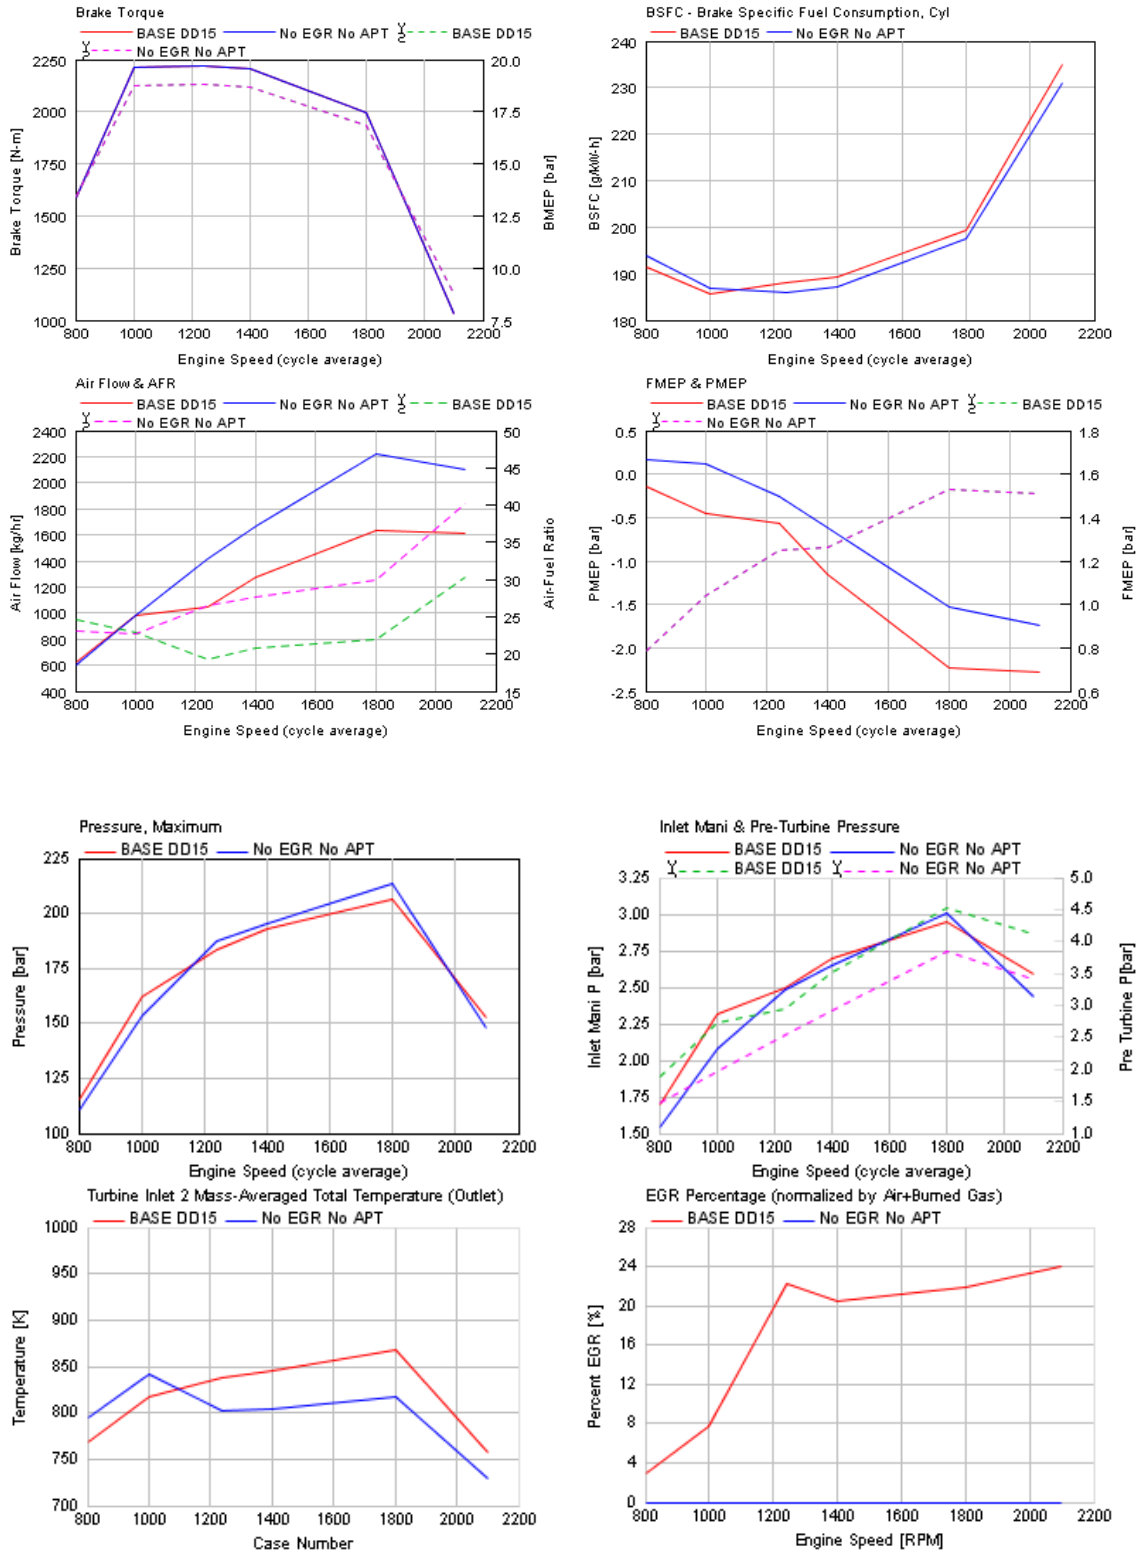 Brake Torque
BASE DD15 No EGR No APT BASE DD15
No EGR No APT
2250 2000 1750 1500 1250 1000
20.0 17.5 15.0 12.5 10.0 7.5
Brake Torque [N-m]
BMEP [bar]
800 1000 1200 1400 1600 1800 2000 2200
Engine Speed (cycle average)
BSFC - Brake Specific Fuel Consumption, Cyl
BASE DD15 No EGR No APT
240 230 220 210 200 190 180
BSFC [g/kW-h]
800 1000 1200 1400 1600 1800 2000 2200
Engine Speed (cycle average)
Air Flow & AFR
BASE DD15 No EGR No APT BASE DD15
No EGR No APT
2400 2200 2000 1800 1600 1400 1200 1000 800 600 400
50 45 40 35 30 25 20 15
Air Flow [kg/hr]
Air-Fuel Ratio
800 1000 1200 1400 1600 1800 2000 2200
Engine Speed (cycle average)
FMEP & PMEP
BASE DD15 No EGR No APT BASE DD15
No EGR No APT
0.5 0.0 -0.5 -1.0 -1.5 -2.0 -2.5
1.8 1.6 1.4 1.2 1.0 0.8 0.6
PMEP [bar]
FMEP [bar]
800 1000 1200 1400 1600 1800 2000 2200
Engine Speed (cycle average)
Pressure, Maximum
BASE DD15 No EGR No APT
225 200 175 150 125 100
Pressure [bar]
800 1000 1200 1400 1600 1800 2000 2200
Engine Speed (cycle average)
Inlet Mani & Pre-Turbine Pressure
BASE DD15 No EGR No APT
BASE DD15 No EGR No APT
3.25 3.00 2.75 2.50 2.25 2.00 1.75 1.50
5.0 4.5 4.0 3.5 3.0 2.5 2.0 1.5 1.0
Inlet Mani P [bar]
Pre Turbine P[bar]
800 1000 1200 1400 1600 1800 2000 2200
Engine Speed (cycle average)
Turbine Inlet 2 Mass-Averaged Total Temperature (Outlet)
BASE DD15 No EGR No APT
1000 950 900 850 800 750 700
Temperature [K]
800 1000 1200 1400 1600 1800 2000 2200
Case Number
EGR Percentage (normalized by Air+Burned Gas)
BASE DD15 No EGR No APT
28 24 20 16 12 8 4 0
Percent EGR [%]
800 1000 1200 1400 1600 1800 2000 2200
Engine Speed [RPM]